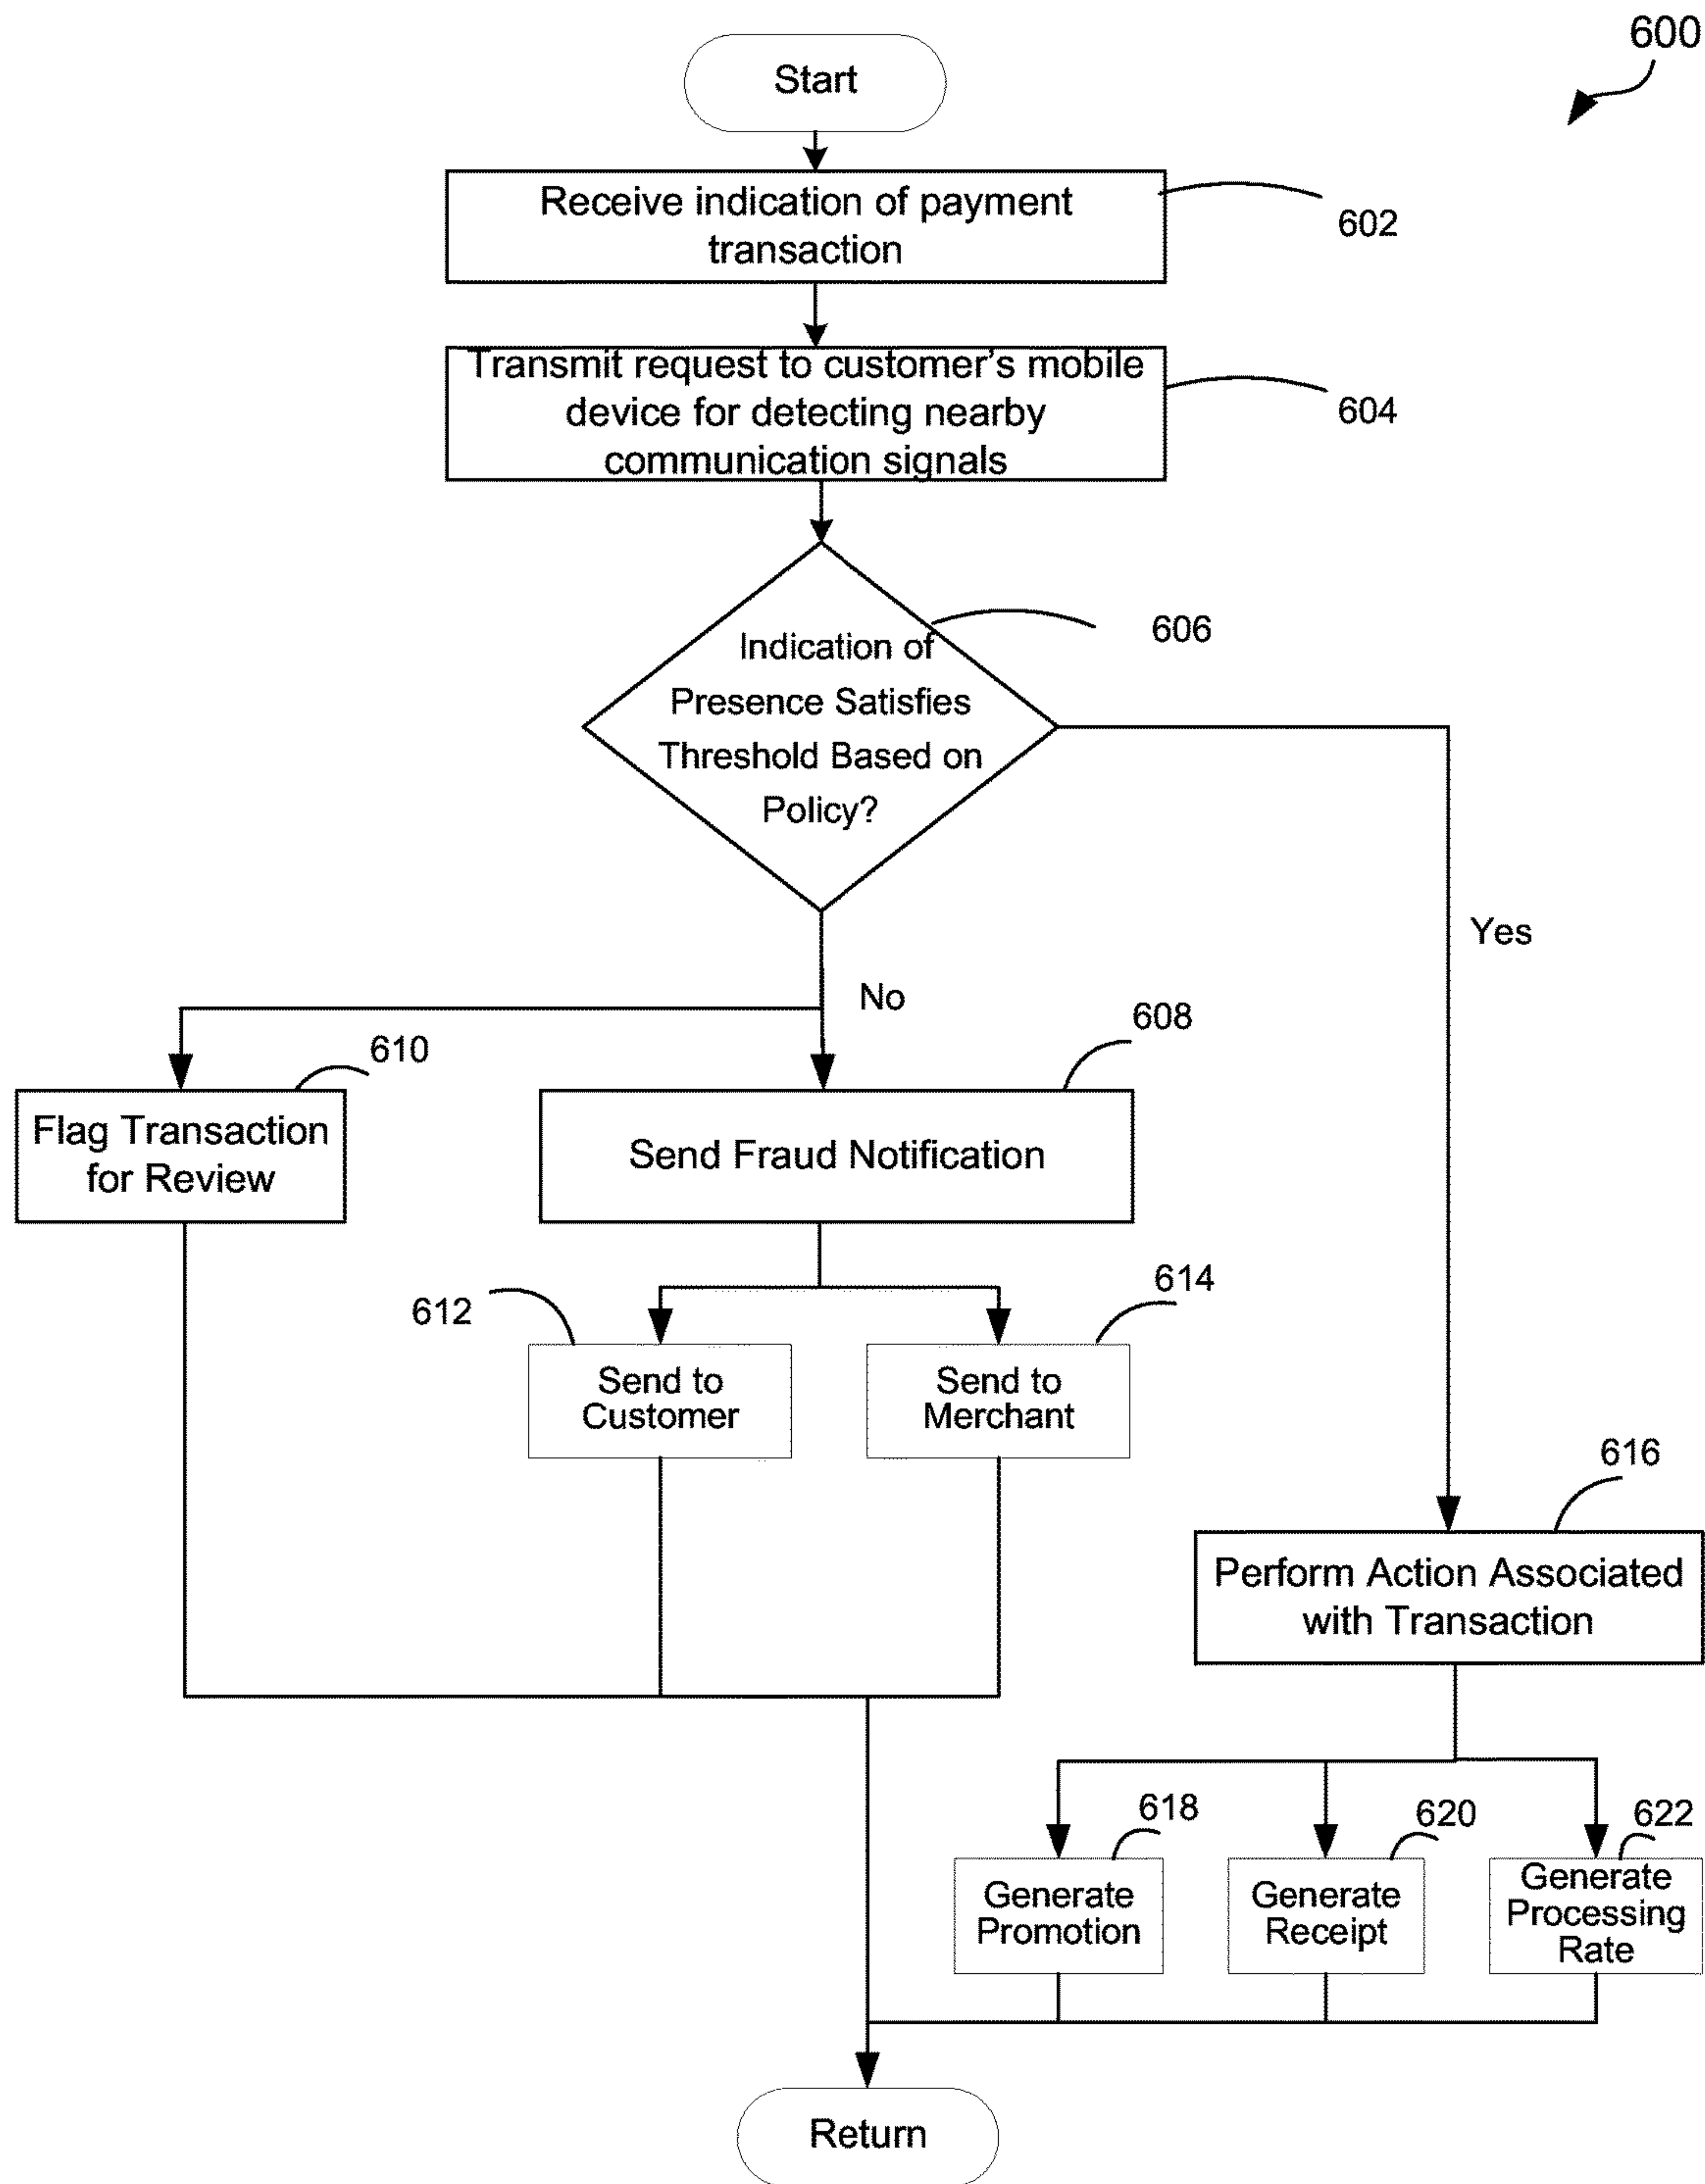 600
Start
Receive indication of payment
transaction
602
Transmit request to customer's mobile
device for detecting nearby
communication signals
604
606
Indication of
Presence Satisfies
Threshold Based on
Policy?
Yes
No
608
610
Flag Transaction
for Review
Send Fraud Notification
612
614
Send to
Customer
Send to
Merchant
616
Perform Action Associated
with Transaction
618
620
622
Generate
Promotion
Generate
Receipt
Generate
Processing
Rate
Return